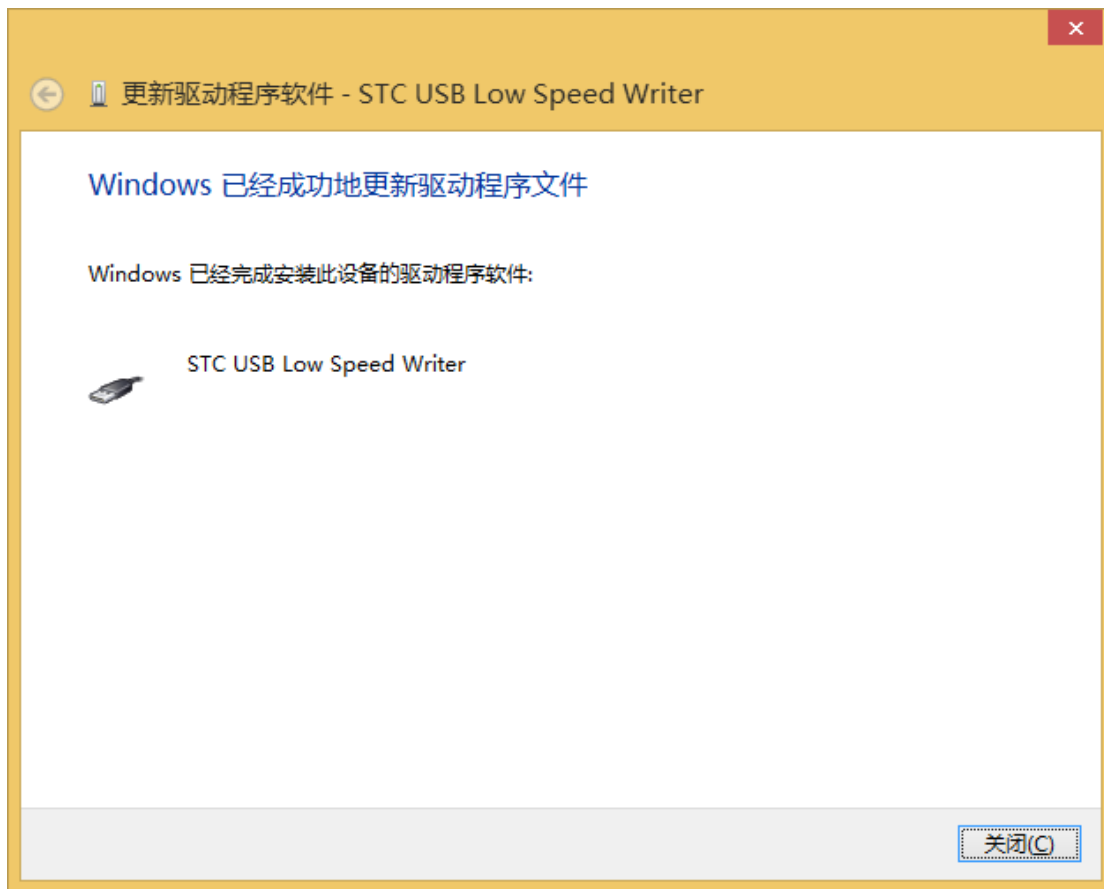 更新驱动程序软件 - STC USB Low Speed Writer
Windows 已经成功地更新驱动程序文件
Windows 已经完成安装此设备的驱动程序软件:
STC USB Low Speed Writer
关闭(C)